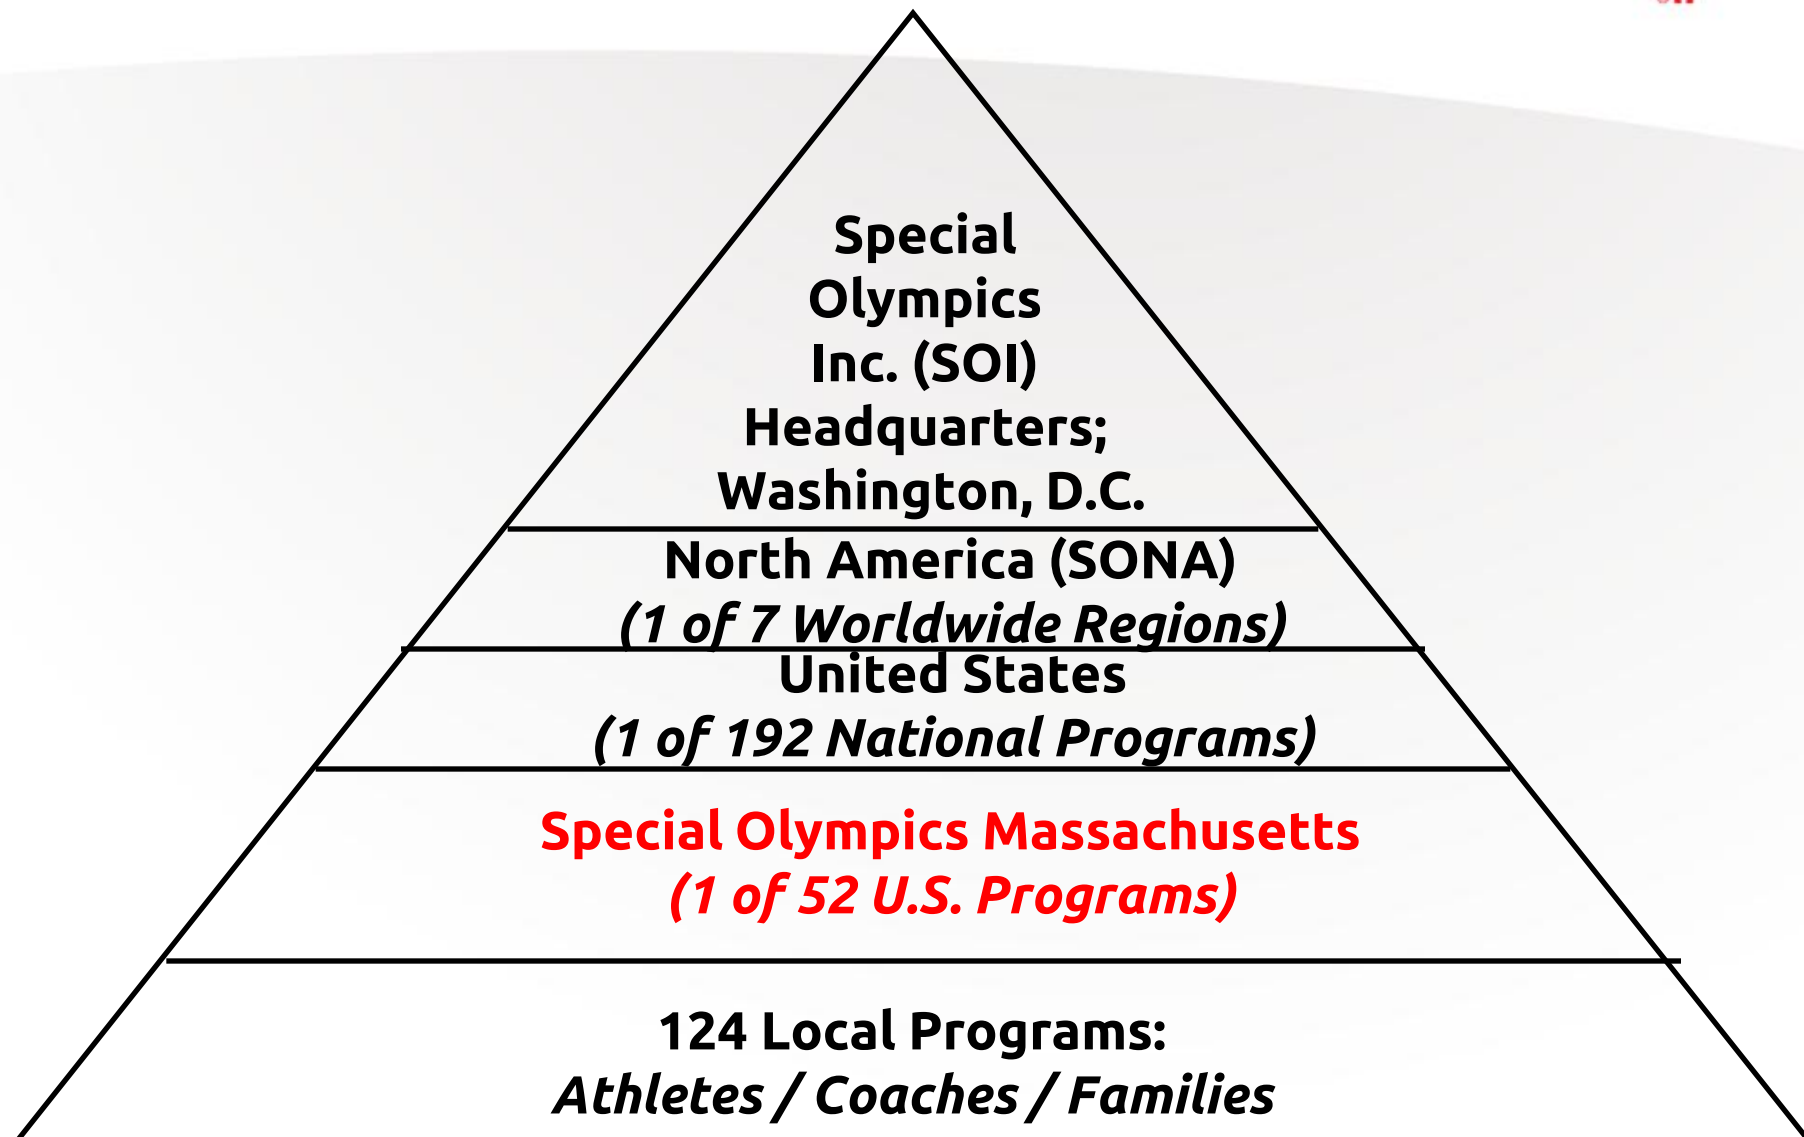 Special
Olympics
Inc. (SOI)
Headquarters;
Washington, D.C.
North America (SONA)
(1 of 7 Worldwide Regions)
United States
(1 of 192 National Programs)
Special Olympics Massachusetts
(1 of 52 U.S. Programs)
124 Local Programs:
Athletes / Coaches / Families